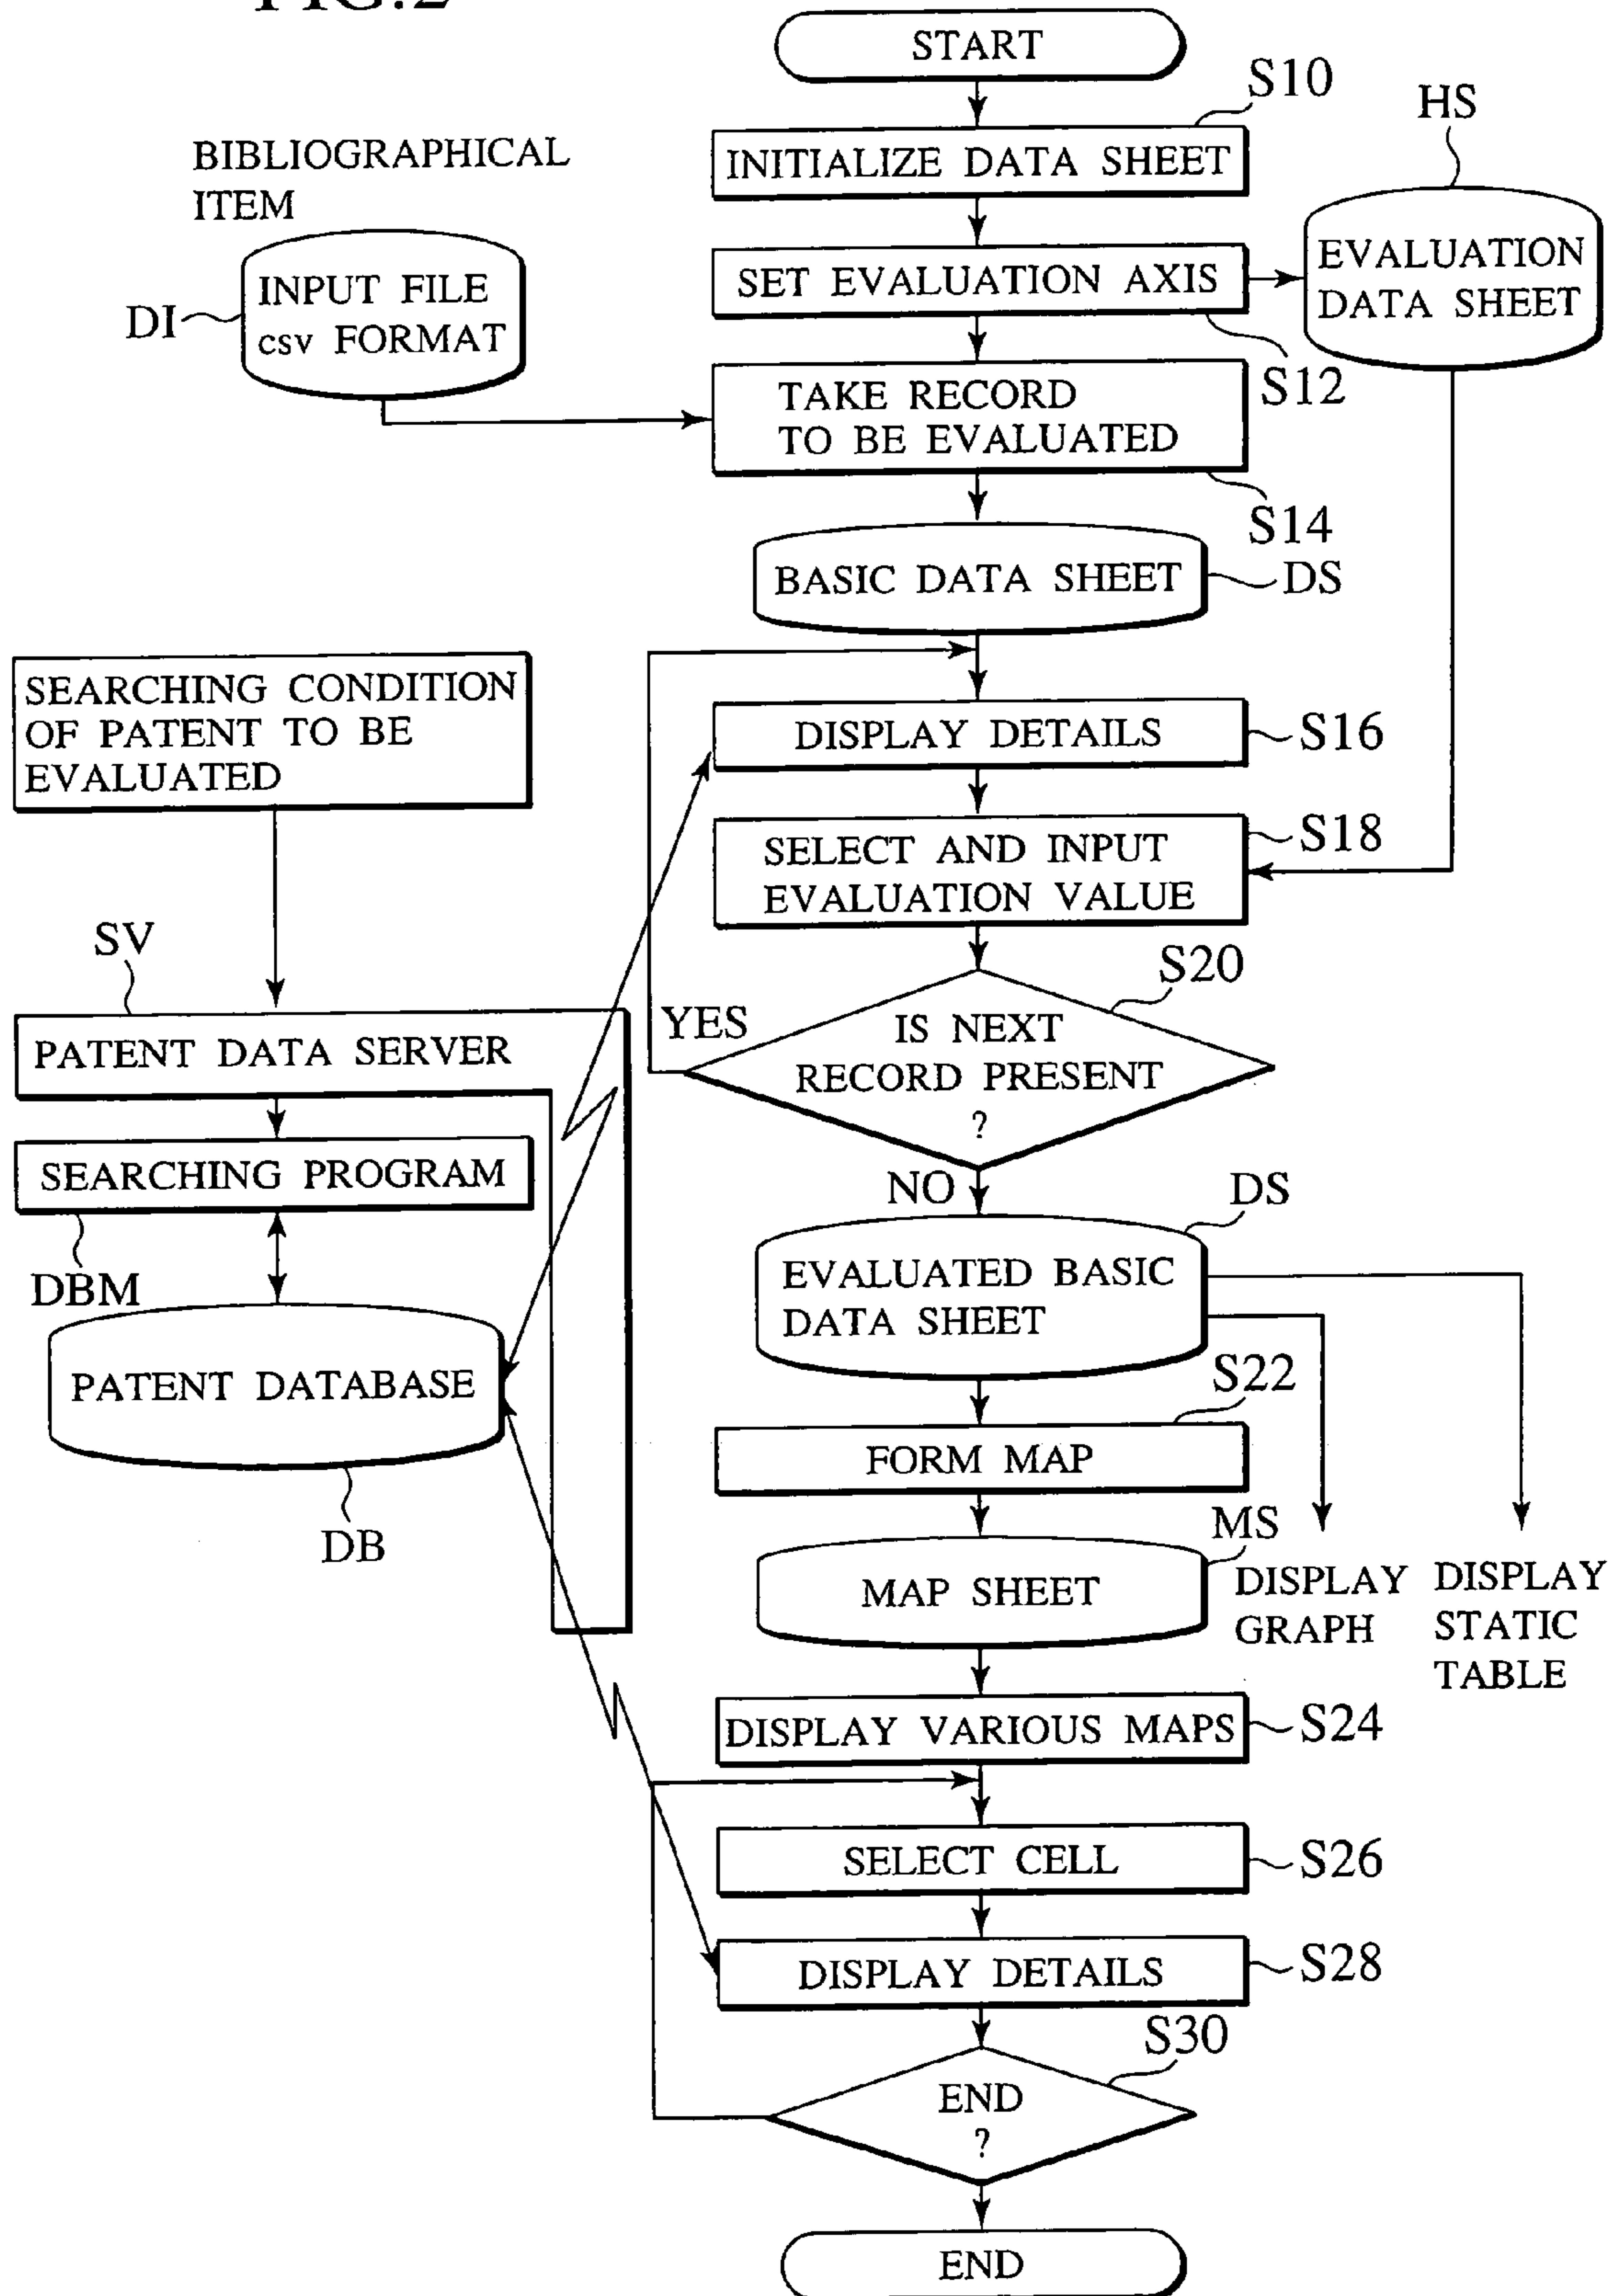 FIG.2
START
S10
INITIALIZE DATA SHEET
HS
BIBLIOGRAPHICAL
ITEM
EVALUATION
DATA SHEET
SET EVALUATION AXIS
S12
INPUT FILE
csv FORMAT
DI
TAKE RECORD
TO BE EVALUATED
S14
BASIC DATA SHEET
DS
SEARCHING CONDITION
OF PATENT TO BE
EVALUATED
DISPLAY DETAILS
S16
SELECT AND INPUT
EVALUATION VALUE
S18
SV
S20
YES
IS NEXT
RECORD PRESENT
?
PATENT DATA SERVER
SEARCHING PROGRAM
DBM
NO
DS
EVALUATED BASIC
DATA SHEET
PATENT DATABASE
DB
S22
FORM MAP
MS
MAP SHEET
DISPLAY
GRAPH
DISPLAY
STATIC
TABLE
DISPLAY VARIOUS MAPS
S24
SELECT CELL
S26
DISPLAY DETAILS
S28
S30
END
?
END